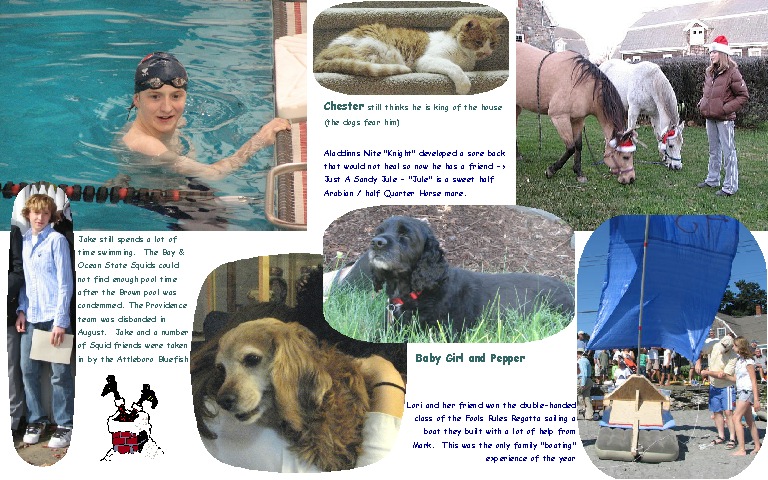 Chester still thinks he is king of the house
(the dogs fear him)
Aladdinns Nite "Knight" developed a sore back
that would not heal so now he has a friend ->
Just A Sandy Jule - "Jule" is a sweet half
Arabian / half Quarter Horse mare.
Jake still spends a lot of
time swimming. The Bay &
Ocean State Squids could
not find enough pool time
after the Brown pool was
condemned. The Providence
team was disbanded in
August. Jake and a number
of Squid friends were taken
in by the Attleboro Bluefish
Baby Girl and Pepper
Lori and her friend won the double-handed
class of the Fools Rules Regatta sailing a
boat they built with a lot of help from
Mark. This was the only family "boating"
experience of the year